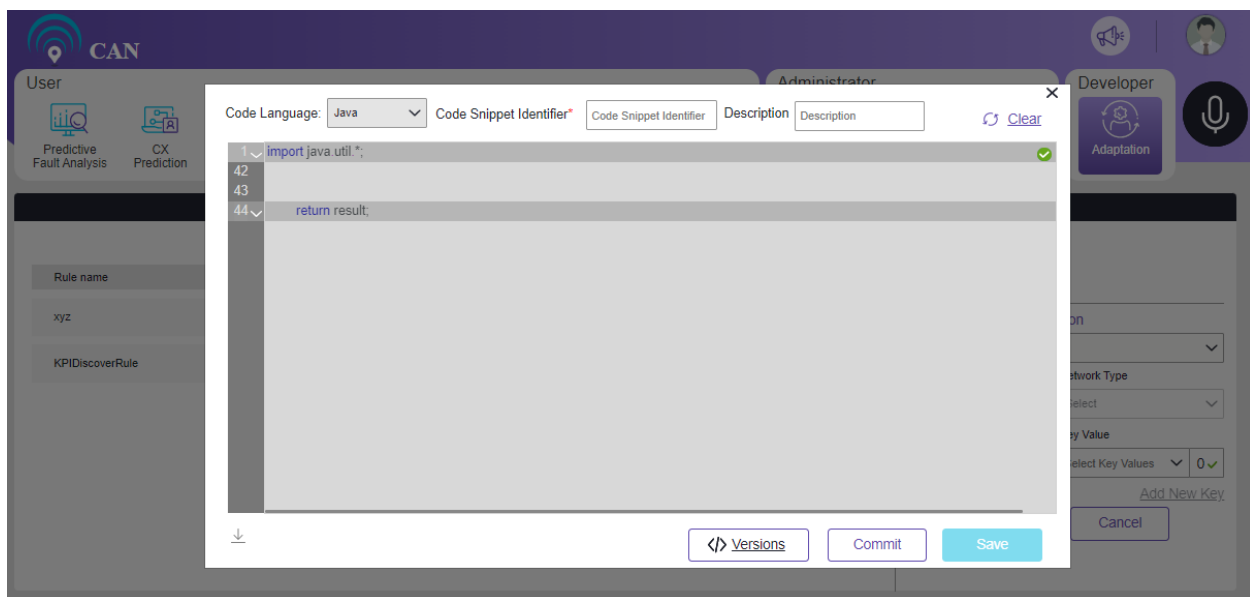 CAN
User
Administrator
Developer
Predictive
Fault Analysis
CX
Prediction
Adaptation
Code Language: Java Code Snippet Identifier* Code Snippet Identifier Description Description Clear
1 import java.util.*;
42
43
44 return result;
Rule name
xyz
KPIDiscoverRule
on
etwork Type
elect
ey Value
elect Key Values 0
Add New Key
Cancel
</> Versions Commit Save